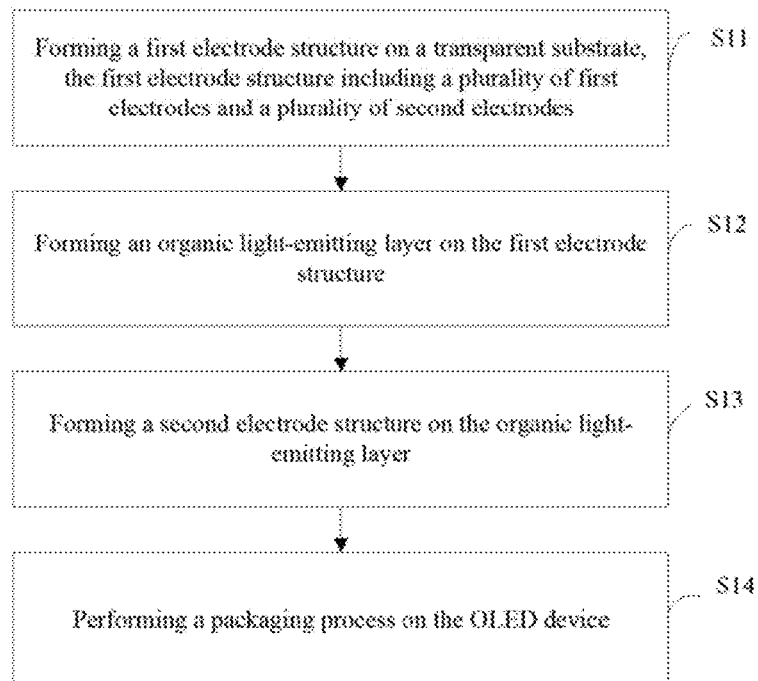 Forming a first electrode structure on a transparent substrate,
the first electrode structure including a plurality of first
electrodes and a plurality of second electrodes
S11
Forming an organic light-emitting layer on the first electrode
structure
S12
Forming a second electrode structure on the organic light-
emitting layer
S13
Performing a packaging process on the OLED device
S14